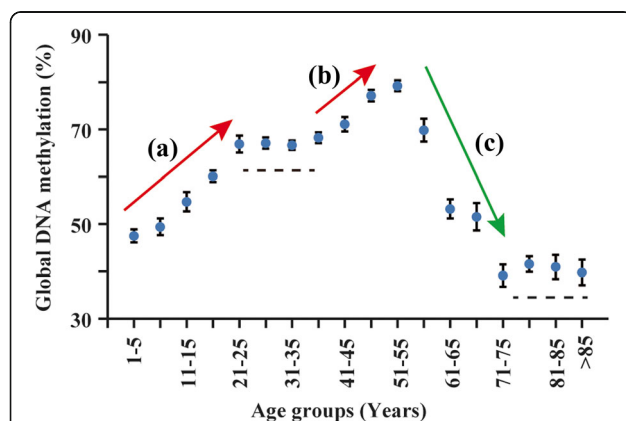 Global DNA methylation (%)
90
70
50
30
(a)
(b)
(c)
1-5
11-15
21-25
31-35
41-45
51-55
61-65
71-75
81-85
>85
Age groups (Years)